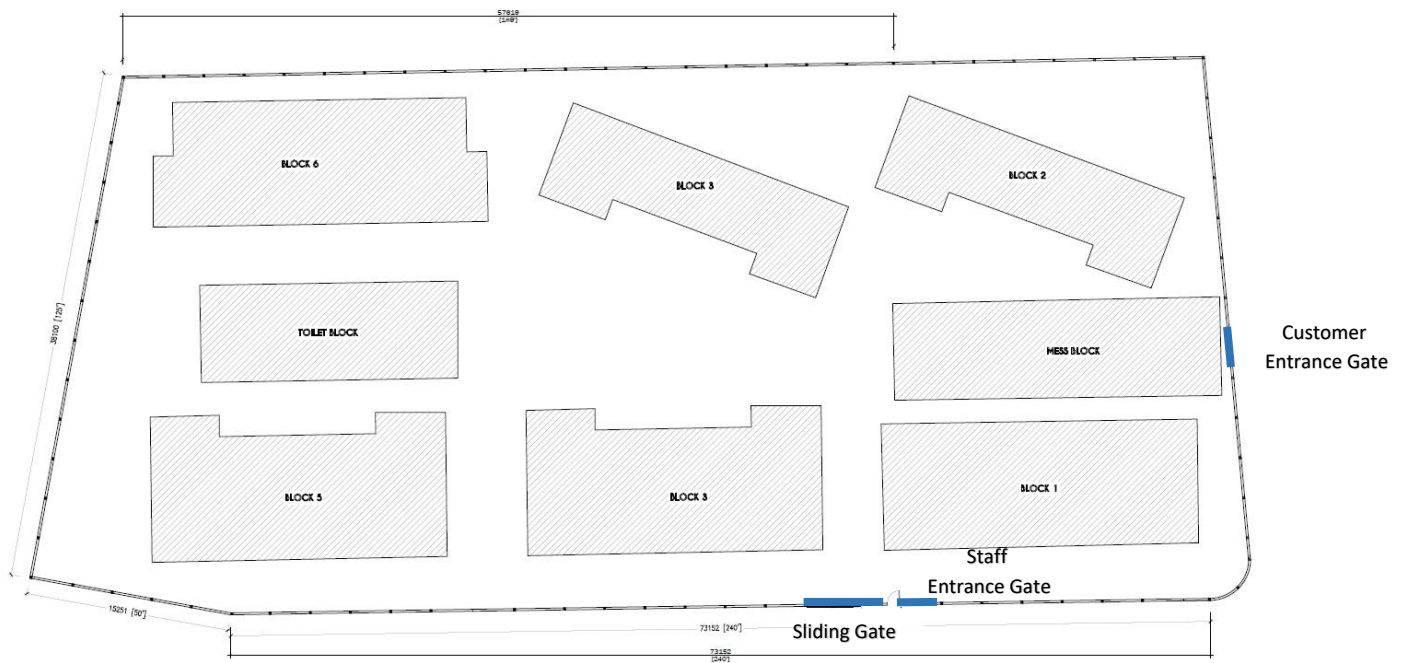 57819
BLOCK 6
BLOCK 3
BLOCK 2
38100 [125']
TOILET BLOCK
MESS BLOCK
Customer
Entrance Gate
BLOCK 5
BLOCK 3
BLOCK 1
Staff
Entrance Gate
15251 [50']
73152 [240']
Sliding Gate
73152
[240']